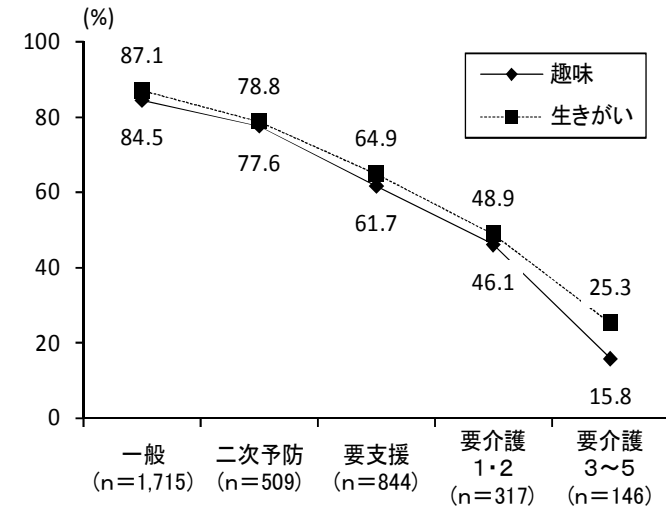 (%)
100
80
60
40
20
0
87.1
78.8
64.9
48.9
25.3
84.5
77.6
61.7
46.1
15.8
趣味
生きがい
一般
(n=1,715)
二次予防
(n=509)
要支援
(n=844)
要介護
1・2
(n=317)
要介護
3~5
(n=146)